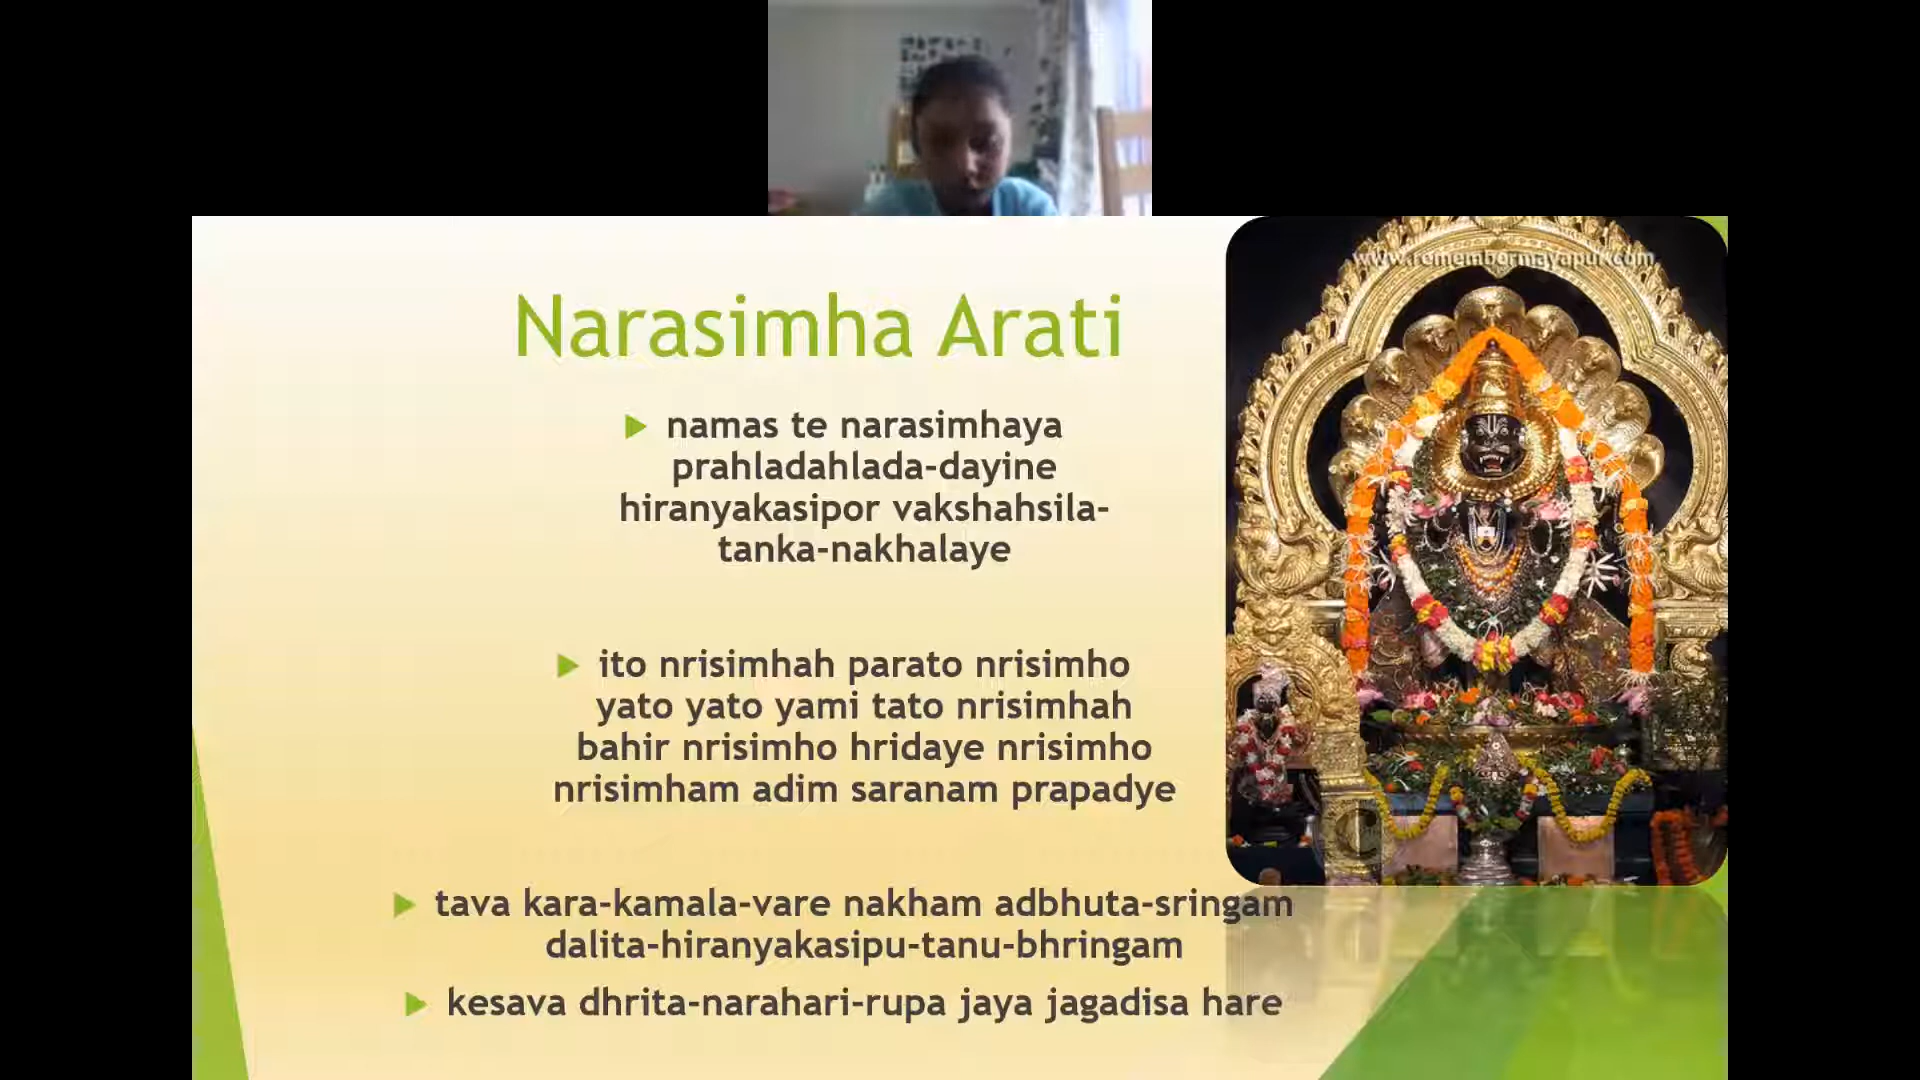 www.remembermayapur.com
Narasimha Arati
namas te narasimhaya
prahladahlada-dayine
hiranyakasipor vakshahsila-
tanka-nakhalaye
ito nrisimhah parato nrisimho
yato yato yami tato nrisimhah
bahir nrisimho hridaye nrisimho
nrisimham adim saranam prapadye
tava kara-kamala-vare nakham adbhuta-sringam
dalita-hiranyakasipu-tanu-bhringam
kesava dhrita-narahari-rupa jaya jagadisa hare